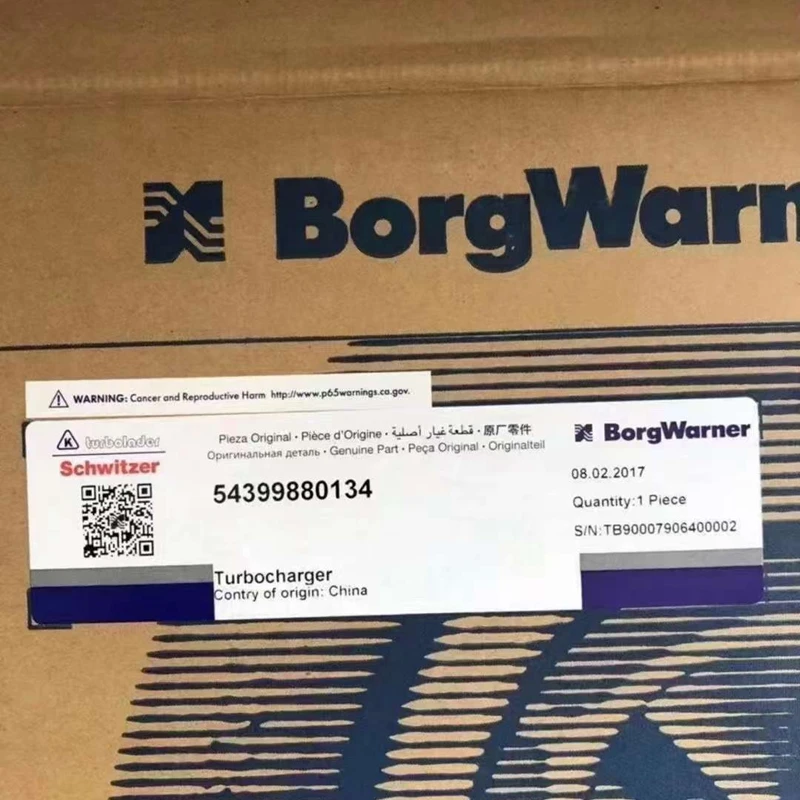 BorgWarner
WARNING: Cancer and Reproductive Harm http://www.p65warnings.ca.gov.
K turbolader
Schwitzer
Pieza Original · Pièce d'Origine · قطعة غيار أصلية · 原厂零件
Оригинальная деталь · Genuine Part · Peça Original · Originalteil
BorgWarner
54399880134
08.02.2017
Quantity:1 Piece
S/N:TB90007906400002
Turbocharger
Contry of origin: China